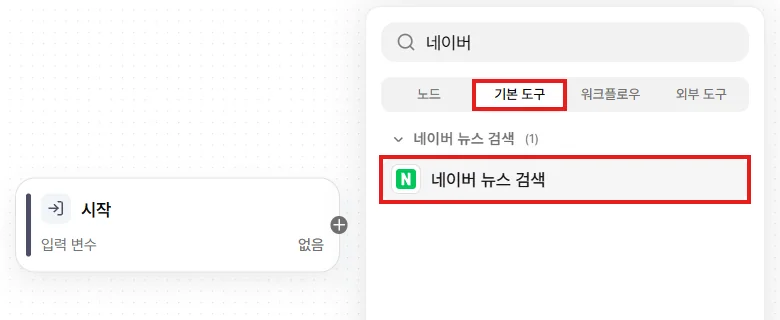 네이버
노드 기본 도구 워크플로우 외부 도구
네이버 뉴스 검색 (1)
N 네이버 뉴스 검색
시작
입력 변수 없음